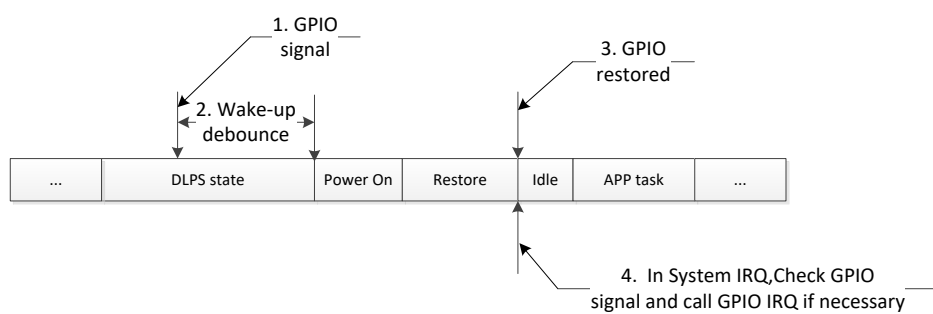 1. GPIO
signal
3. GPIO
restored
2. Wake-up
debounce
... DLPS state Power On Restore Idle APP task ...
4. In System IRQ,Check GPIO
signal and call GPIO IRQ if necessary